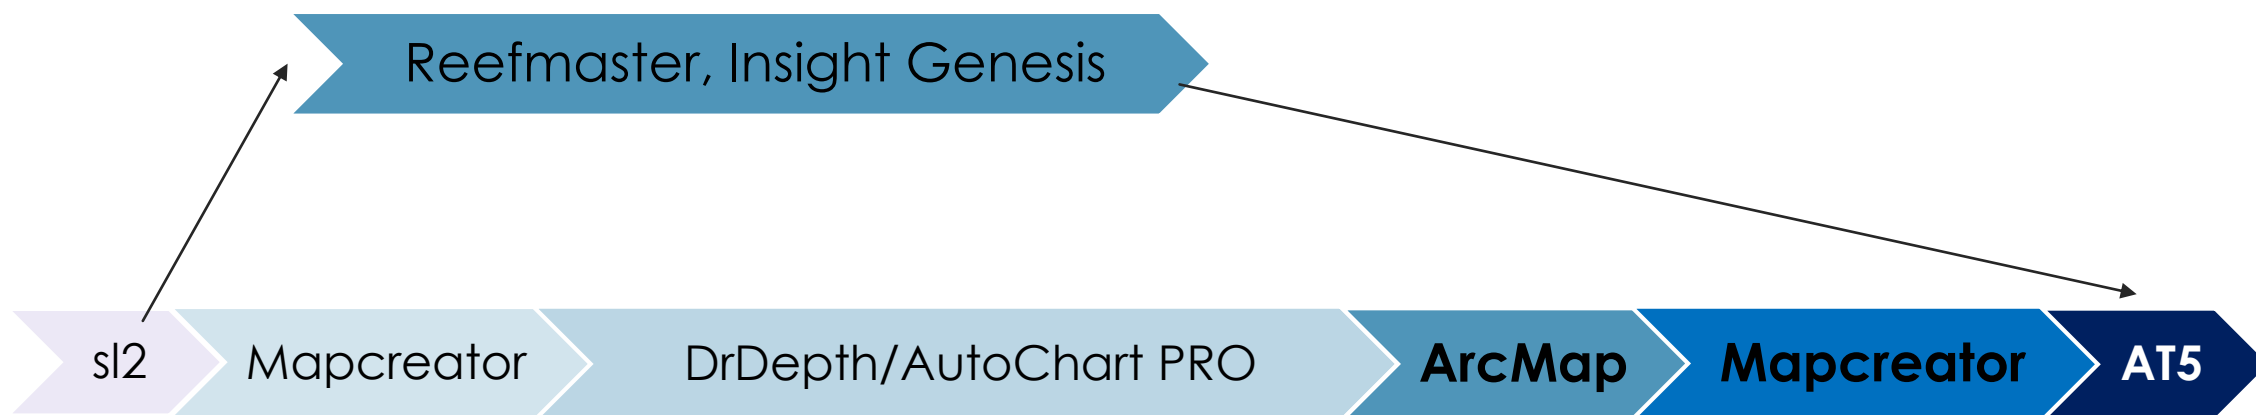 Reefmaster, Insight Genesis
sl2
Mapcreator
DrDepth/AutoChart PRO
ArcMap
Mapcreator
AT5